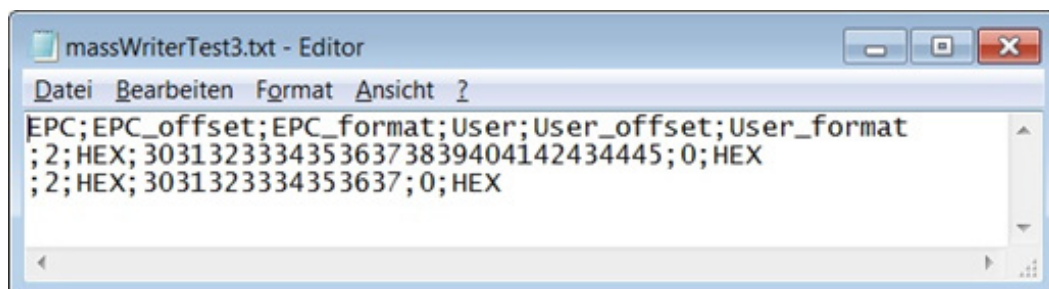 massWriterTest3.txt - Editor
Datei Bearbeiten Format Ansicht ?
EPC;EPC_offset;EPC_format;User;User_offset;User_format
;2;HEX;30313233343536373839404142434445;0;HEX
;2;HEX;3031323334353637;0;HEX